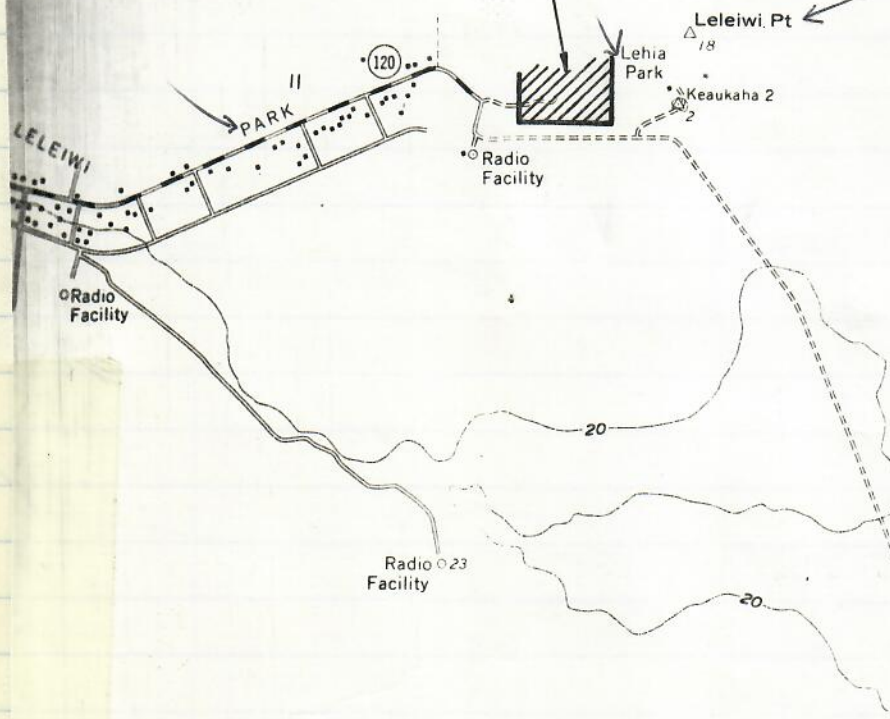 Leleiwi. Pt
18
Lehia
Park
120
11
PARK
Keaukaha 2
2
LELEIWI
Radio
Facility
Radio
Facility
20
Radio 23
Facility
20